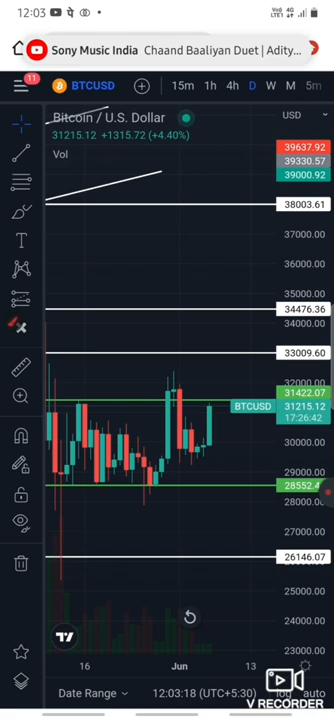 12:03
Vo) 4G
LTE1
Sony Music India Chaand Baaliyan Duet | Adity...
11
BTCUSD
15m 1h 4h D W M 5m
Bitcoin / U.S. Dollar
USD
31215.12 +1315.72 (+4.40%)
Vol
39637.92
39330.57
39000.92
38003.61
37000.00
36000.00
35000.00
34476.36
34000.00
33009.60
32000.00
31422.07
BTCUSD 31215.12
17:26:42
30000.00
29000.00
28552.4
28000.00
27000.00
26146.07
25000.00
24000.00
23000.00
16 Jun 13
Date Range
12:03:18 (UTC+5:30)
log auto
V RECORDER